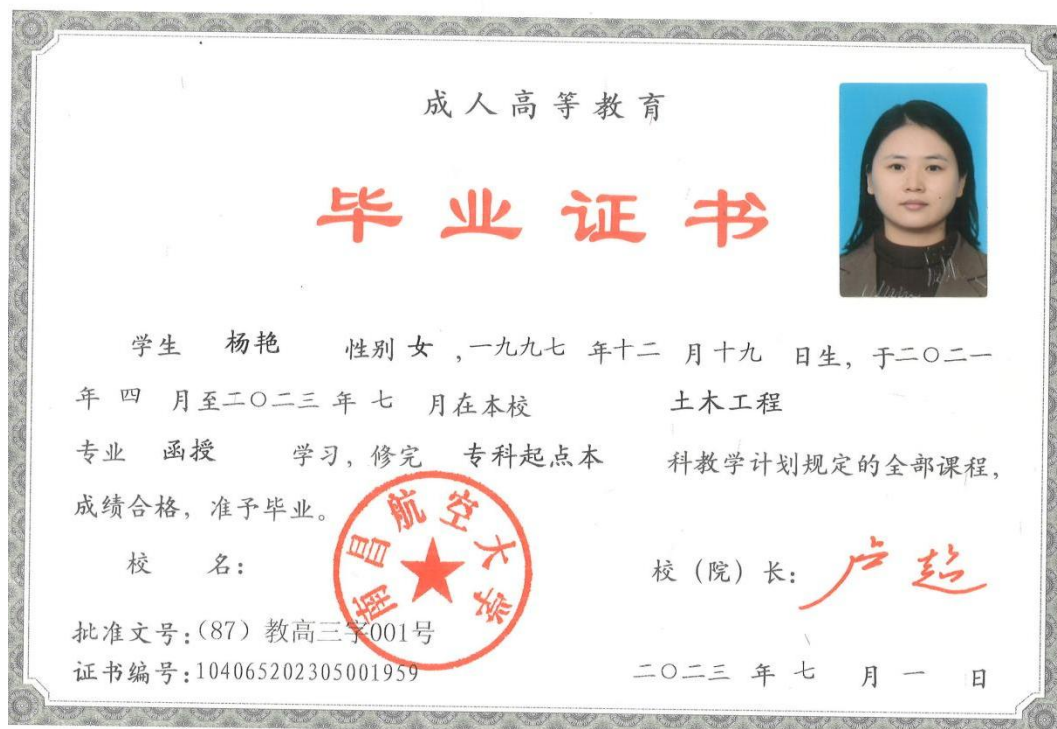 成人高等教育
毕业证书
学生 杨艳 性别 女 ,一九九七 年十二 月十九 日生, 于二〇二一
年 四 月至二〇二三 年 七 月在本校 土木工程
专业 函授 学习, 修完 专科起点本 科教学计划规定的全部课程,
成绩合格, 准予毕业。
南昌航空大学
校 名: 校 (院) 长: 卢超
批准文号:(87) 教高三字001号
证书编号:104065202305001959 二〇二三 年 七 月 一 日